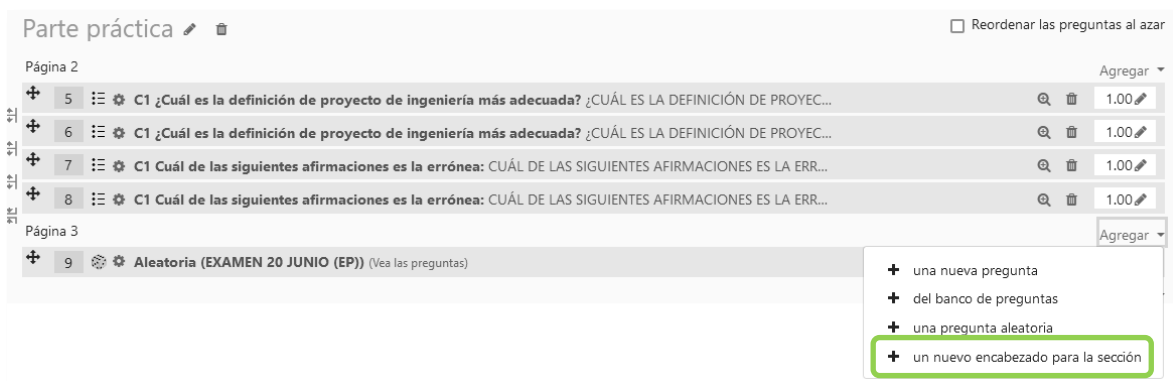 Parte práctica
Reordenar las preguntas al azar
Página 2
Agregar
5 C1 ¿Cuál es la definición de proyecto de ingeniería más adecuada? ¿CUÁL ES LA DEFINICIÓN DE PROYEC... 1.00
6 C1 ¿Cuál es la definición de proyecto de ingeniería más adecuada? ¿CUÁL ES LA DEFINICIÓN DE PROYEC... 1.00
7 C1 Cuál de las siguientes afirmaciones es la errónea: CUÁL DE LAS SIGUIENTES AFIRMACIONES ES LA ERR... 1.00
8 C1 Cuál de las siguientes afirmaciones es la errónea: CUÁL DE LAS SIGUIENTES AFIRMACIONES ES LA ERR... 1.00
Página 3
Agregar
9 Aleatoria (EXAMEN 20 JUNIO (EP)) (Vea las preguntas)
+ una nueva pregunta
+ del banco de preguntas
+ una pregunta aleatoria
+ un nuevo encabezado para la sección